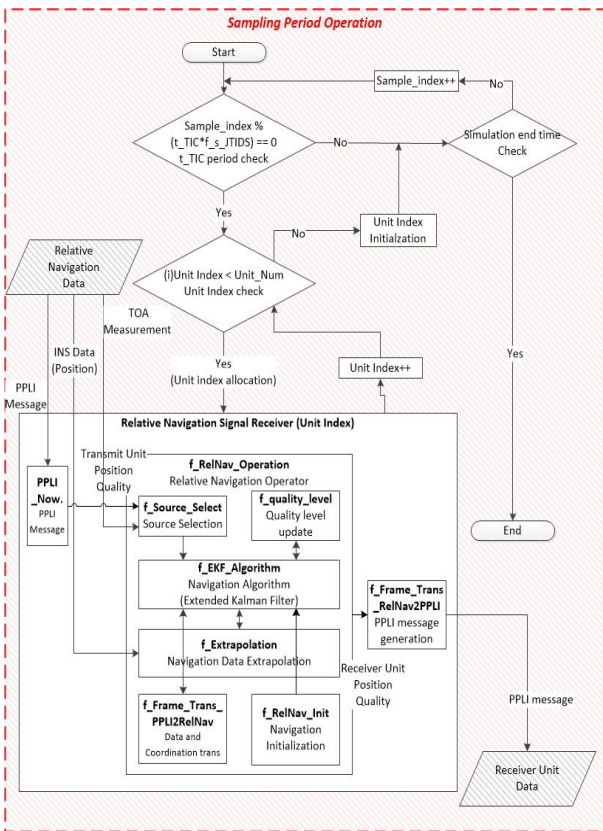 Sampling Period Operation
Start
Sample_index++
No
Sample_index %
(t_TIC*f_s_JTIDS) == 0
t_TIC period check
No
Simulation end time
Check
Yes
No
Unit Index
Initialzation
Relative
Navigation
Data
(i)Unit Index < Unit_Num
Unit Index check
TOA
Measurement
INS Data
(Position)
Yes
(Unit index allocation)
Unit Index++
Yes
PPLI
Message
Relative Navigation Signal Receiver (Unit Index)
Transmit Unit
Position
Quality
f_RelNav_Operation
Relative Navigation Operator
PPLI
_Now.
PPLI
Message
f_Source_Select
Source Selection
f_quality_level
Quality level
update
End
f_EKF_Algorithm
Navigation Algorithm
(Extended Kalman Filter)
f_Frame_Trans
_RelNav2PPLI
PPLI message
generation
f_Extrapolation
Navigation Data Extrapolation
Receiver Unit
Position
Quality
f_Frame_Trans_
PPLI2RelNav
Data and
Coordination trans
f_RelNav_Init
Navigation
Initialization
PPLI message
Receiver Unit
Data